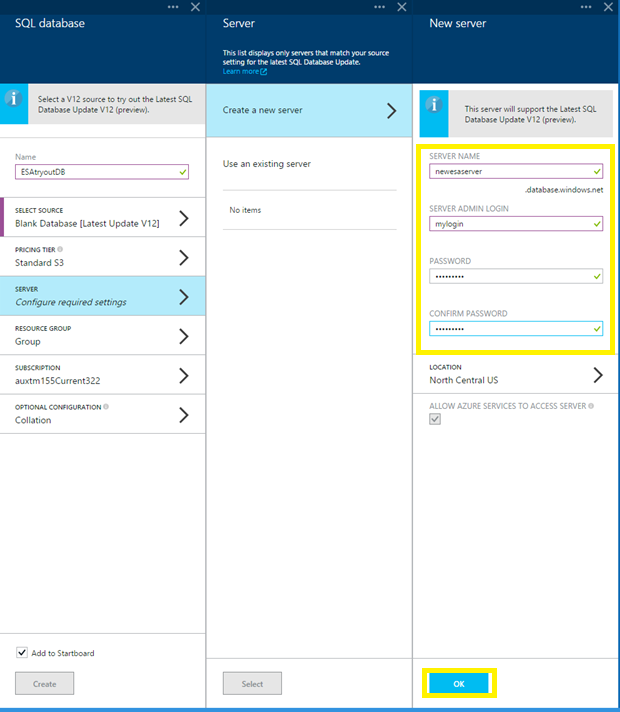 SQL database
Select a V12 source to try out the Latest SQL
Database Update V12 (preview).
Name
ESAtryoutDB
SELECT SOURCE
Blank Database [Latest Update V12]
PRICING TIER
Standard S3
SERVER
Configure required settings
RESOURCE GROUP
Group
SUBSCRIPTION
auxtm155Current322
OPTIONAL CONFIGURATION
Collation
Add to Startboard
Create
Server
This list displays only servers that match your source
setting for the latest SQL Database Update.
Learn more
Create a new server
Use an existing server
No items
Select
New server
This server will support the Latest SQL
Database Update V12 (preview).
SERVER NAME
newesaserver
.database.windows.net
SERVER ADMIN LOGIN
mylogin
PASSWORD
•••••••••
CONFIRM PASSWORD
•••••••••
LOCATION
North Central US
ALLOW AZURE SERVICES TO ACCESS SERVER
OK